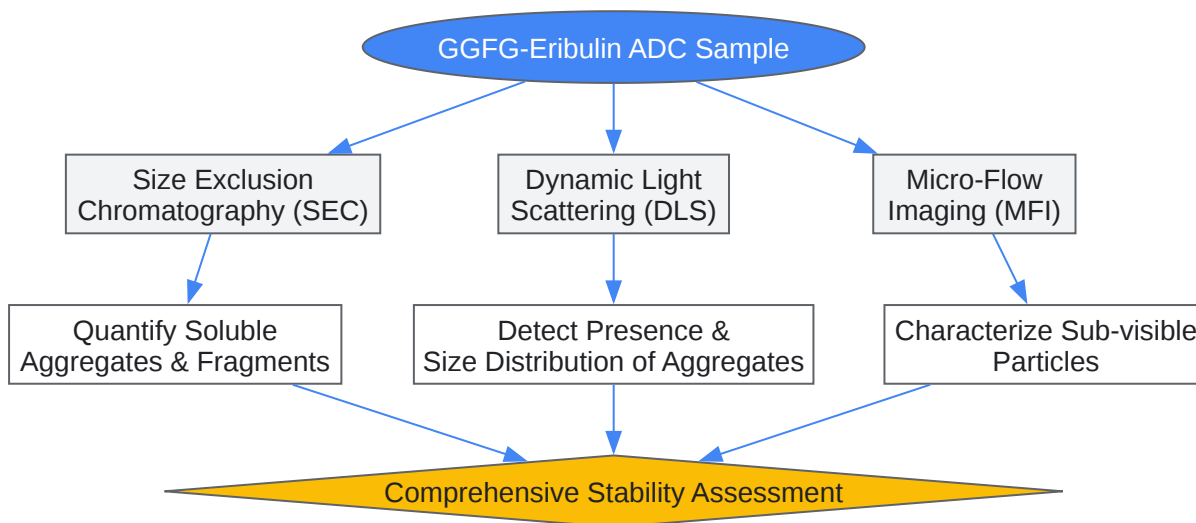 GGFG-Eribulin ADC Sample
Size Exclusion
Chromatography (SEC)
Dynamic Light
Scattering (DLS)
Micro-Flow
Imaging (MFI)
Quantify Soluble
Aggregates & Fragments
Detect Presence &
Size Distribution of Aggregates
Characterize Sub-visible
Particles
Comprehensive Stability Assessment